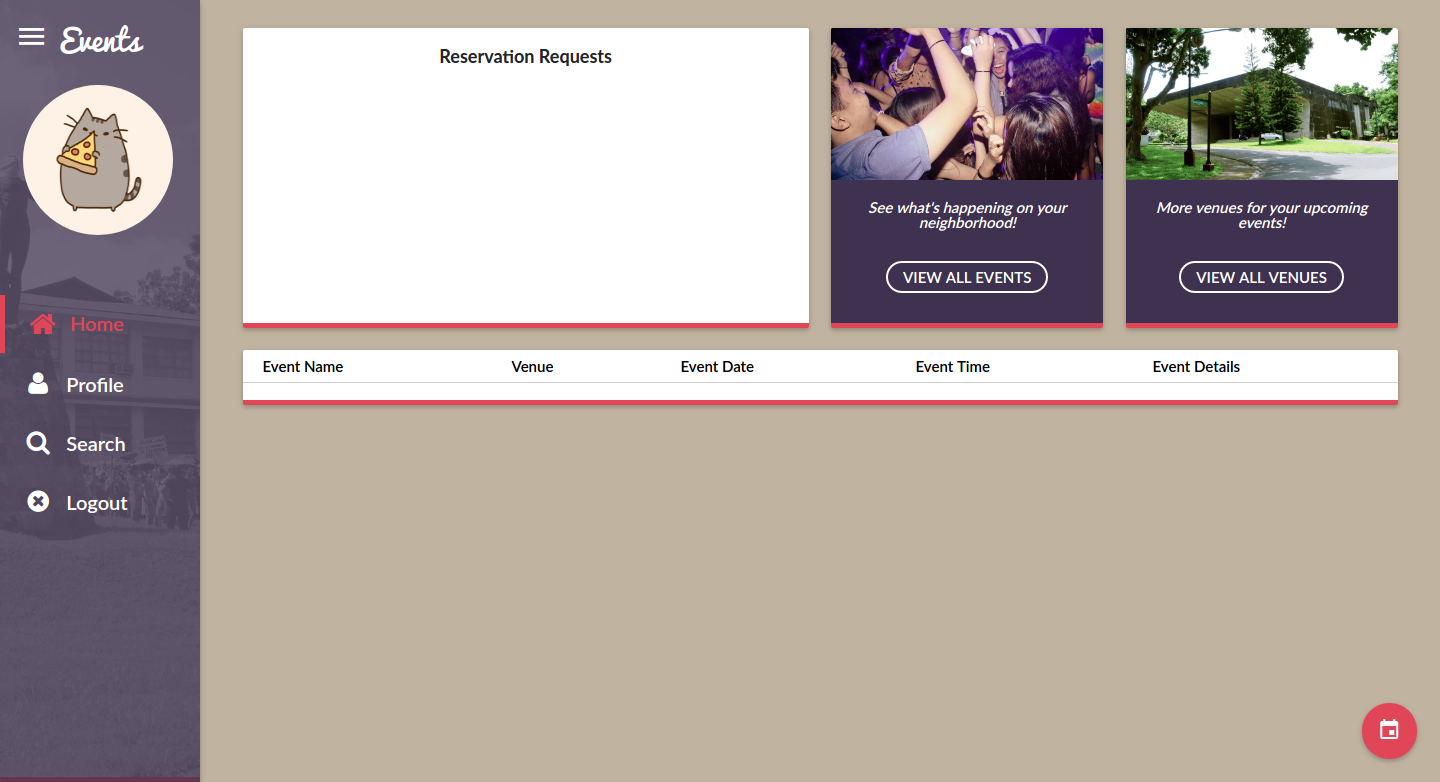 Events
Home
Profile
Search
Logout
Reservation Requests
See what's happening on your
neighborhood!
VIEW ALL EVENTS
More venues for your upcoming
events!
VIEW ALL VENUES
Event Name Venue Event Date Event Time Event Details